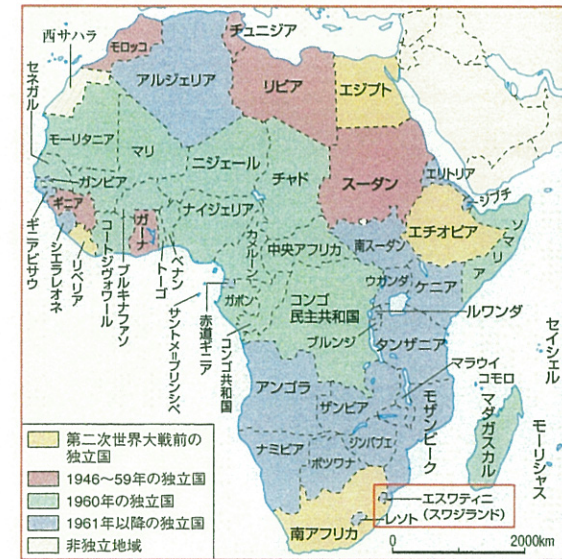 西サハラ
モロッコ
チュニジア
アルジェリア
リビア
エジプト
セネガル
モーリタニア
マリ
ニジェール
チャド
スーダン
エリトリア
ジブチ
ガンビア
ギニア
ガーナ
ナイジェリア
カメルーン
中央アフリカ
南スーダン
エチオピア
ソマリア
ギニアビサウ
シエラレオネ
リベリア
コートジヴォワール
ブルキナファソ
トーゴ
ベナン
サントメ=プリンシペ
赤道ギニア
ガボン
コンゴ共和国
コンゴ
民主共和国
ウガンダ
ケニア
ルワンダ
ブルンジ
タンザニア
セイシェル
マラウイ
コモロ
アンゴラ
ザンビア
モザンビーク
マダガスカル
モーリシャス
ナミビア
ボツワナ
ジンバブエ
エスワティニ
(スワジランド)
レソト
南アフリカ
第二次世界大戦前の
独立国
1946〜59年の独立国
1960年の独立国
1961年以降の独立国
非独立地域
0
2000km